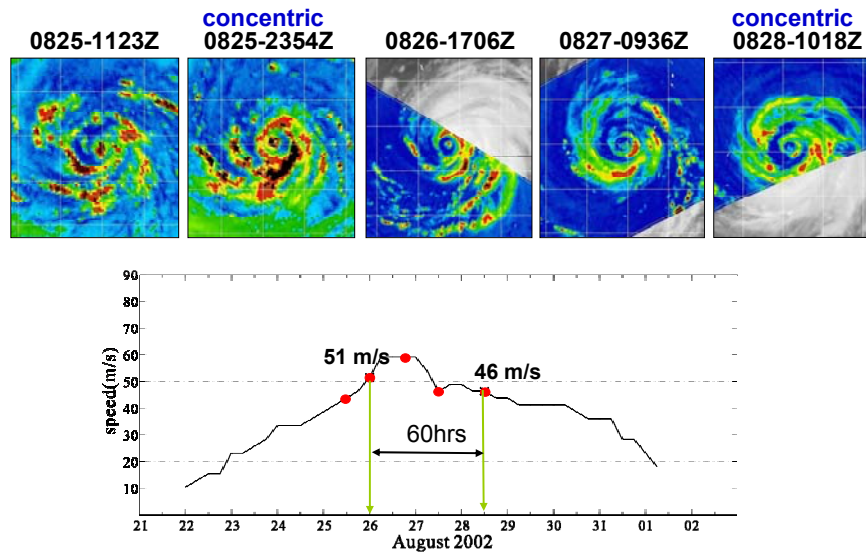 concentric concentric
0825-1123Z 0825-2354Z 0826-1706Z 0827-0936Z 0828-1018Z
90
80
70
60
50
40
30
20
10
speed(m/s)
51 m/s
46 m/s
60hrs
21 22 23 24 25 26 27 28 29 30 31 01 02
August 2002